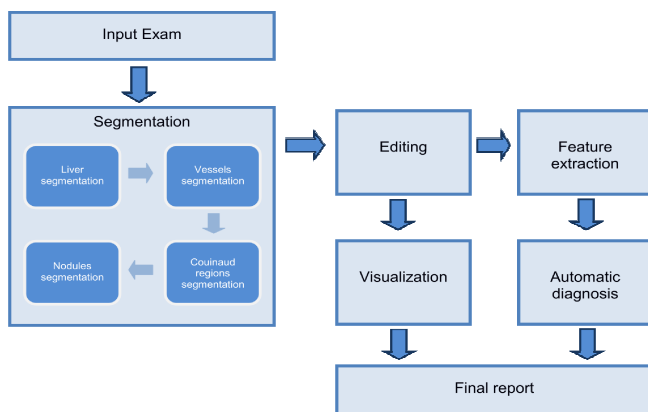 Input Exam
Segmentation
Liver
segmentation
Vessels
segmentation
Nodules
segmentation
Couinaud
regions
segmentation
Editing
Feature
extraction
Visualization
Automatic
diagnosis
Final report